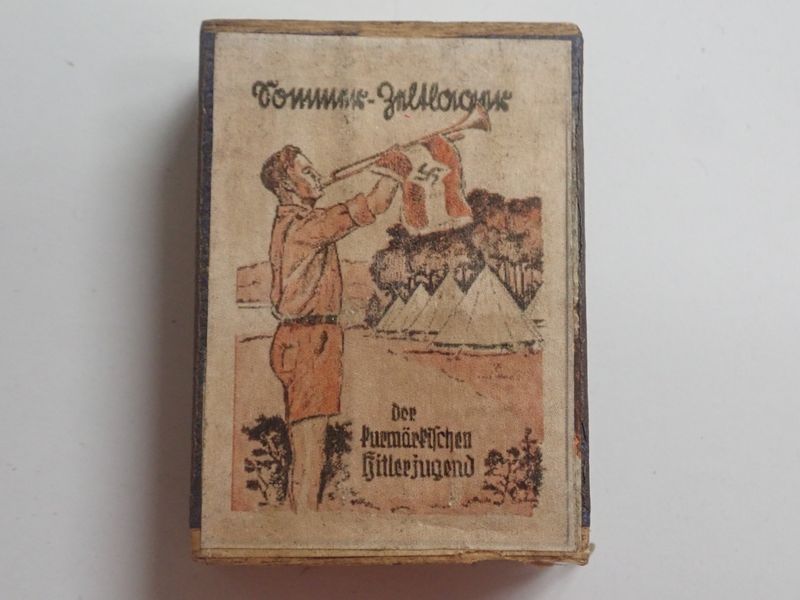 Sommer-Zeltlager
der
kurmärkischen
Hitlerjugend